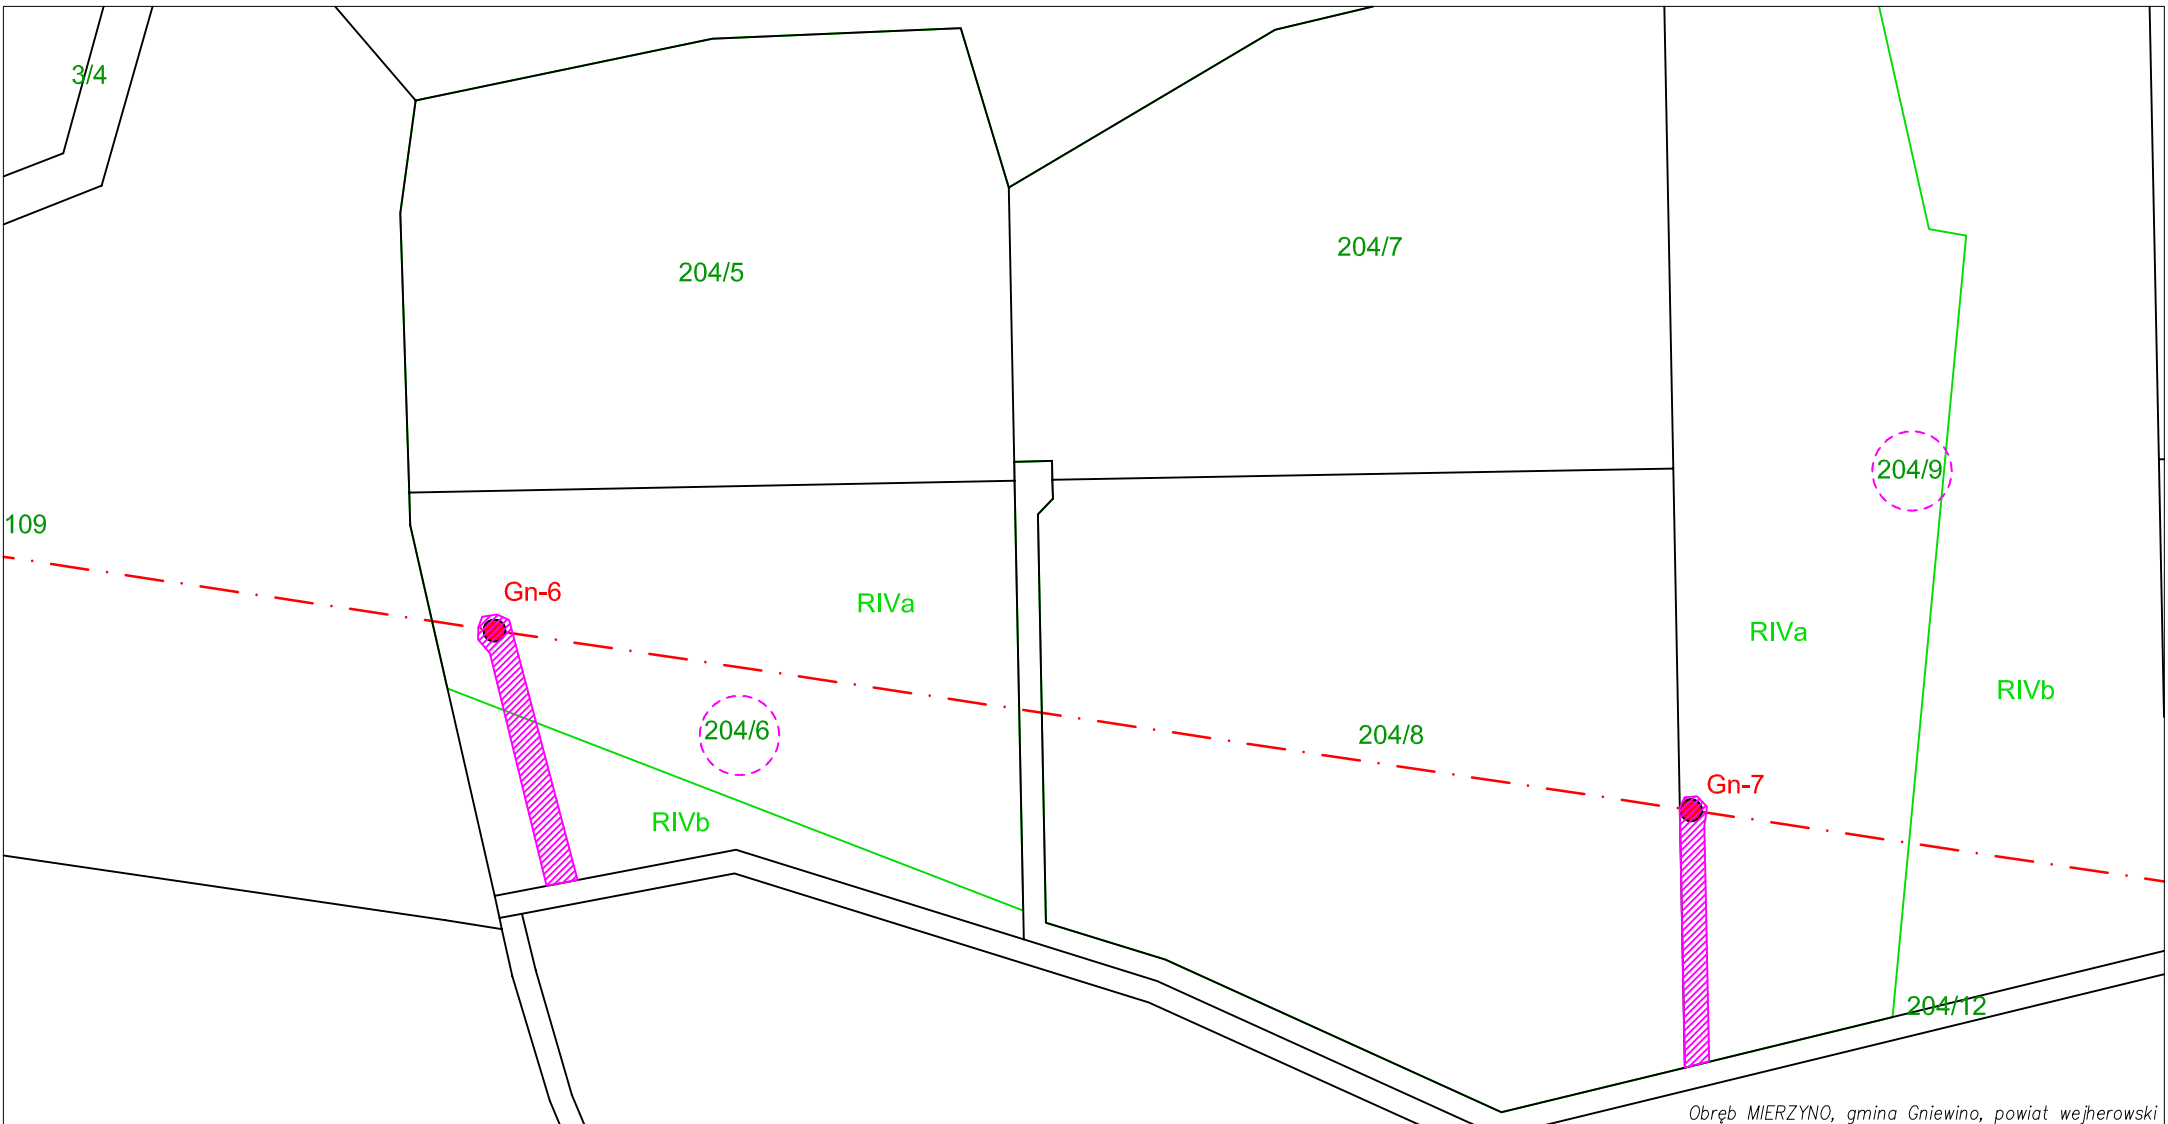 3/4
204/5
204/7
204/9
109
Gn-6
RIVa
RIVa
RIVb
204/6
204/8
Gn-7
RIVb
204/12
Obręb MIERZYNO, gmina Gniewino, powiat wejherowski